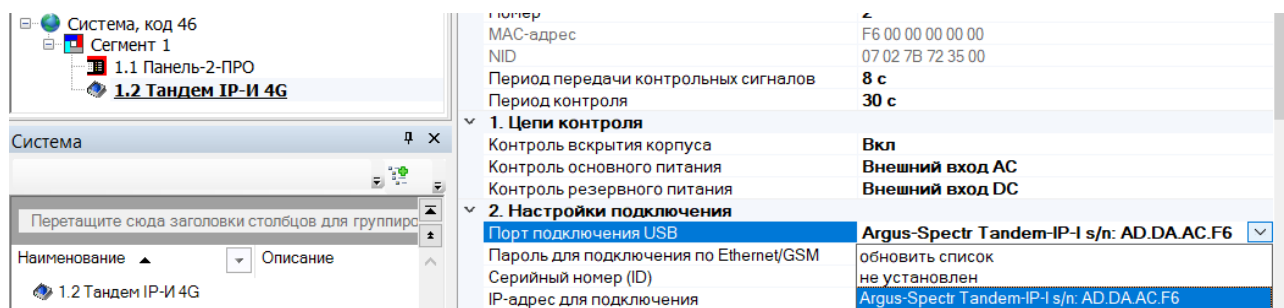 Система, код 46
Сегмент 1
1.1 Панель-2-ПРО
1.2 Тандем IP-И 4G
Система
Перетащите сюда заголовки столбцов для группиро
Наименование Описание
1.2 Тандем IP-И 4G
Номер 2
MAC-адрес F6 00 00 00 00 00
NID 07 02 7B 72 35 00
Период передачи контрольных сигналов 8 с
Период контроля 30 с
1. Цепи контроля
Контроль вскрытия корпуса Вкл
Контроль основного питания Внешний вход AC
Контроль резервного питания Внешний вход DC
2. Настройки подключения
Порт подключения USB Argus-Spectr Tandem-IP-I s/n: AD.DA.AC.F6
Пароль для подключения по Ethernet/GSM обновить список
Серийный номер (ID) не установлен
IP-адрес для подключения Argus-Spectr Tandem-IP-I s/n: AD.DA.AC.F6